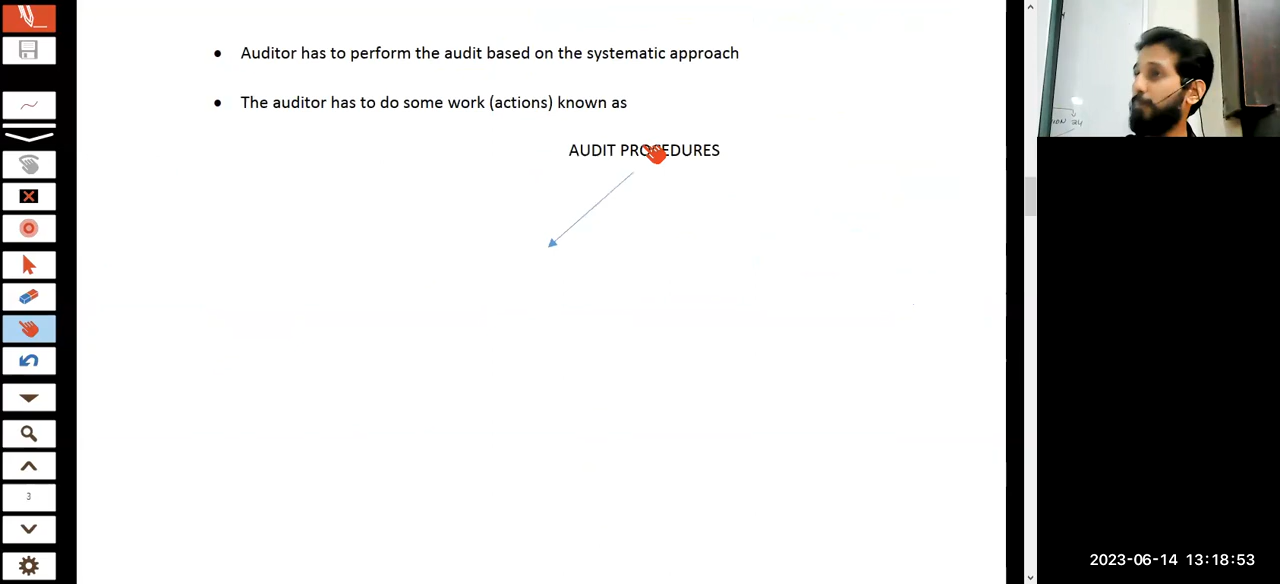 Auditor has to perform the audit based on the systematic approach
The auditor has to do some work (actions) known as
AUDIT PROCEDURES
3
2023-06-14 13:18:53